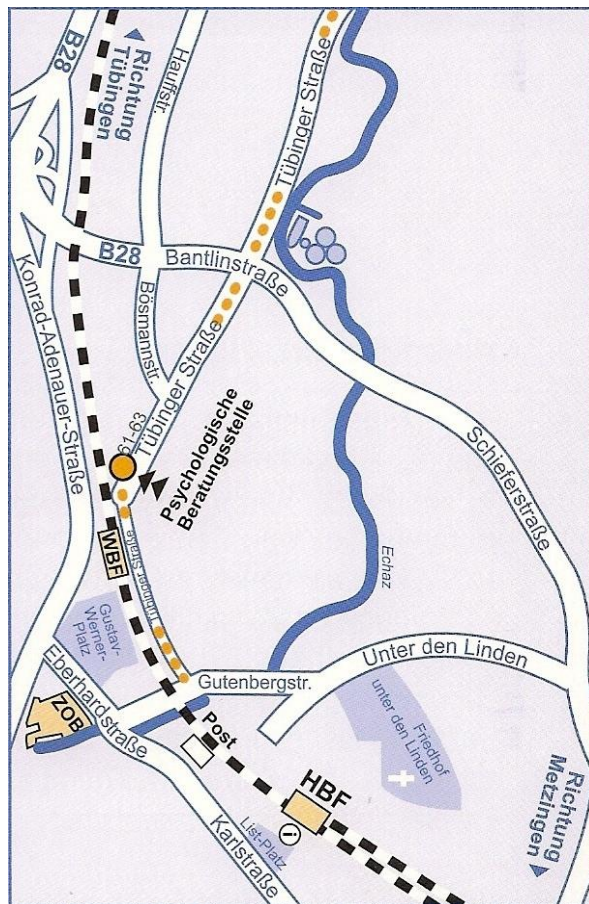 B28
Richtung
Tübingen
Hauffstr.
Tübinger Straße
B28
Bantlinstraße
Konrad-Adenauer-Straße
Bösmannstr.
Tübinger Straße
61-63
Psychologische
Beratungsstelle
Schieferstraße
WBF
Tübinger Straße
Echaz
Gustav-
Werner-
Platz
Gutenbergstr.
Unter den Linden
Eberhardstraße
ZOB
Post
Friedhof
unter den Linden
HBF
i
List-Platz
Karlstraße
Richtung
Metzingen